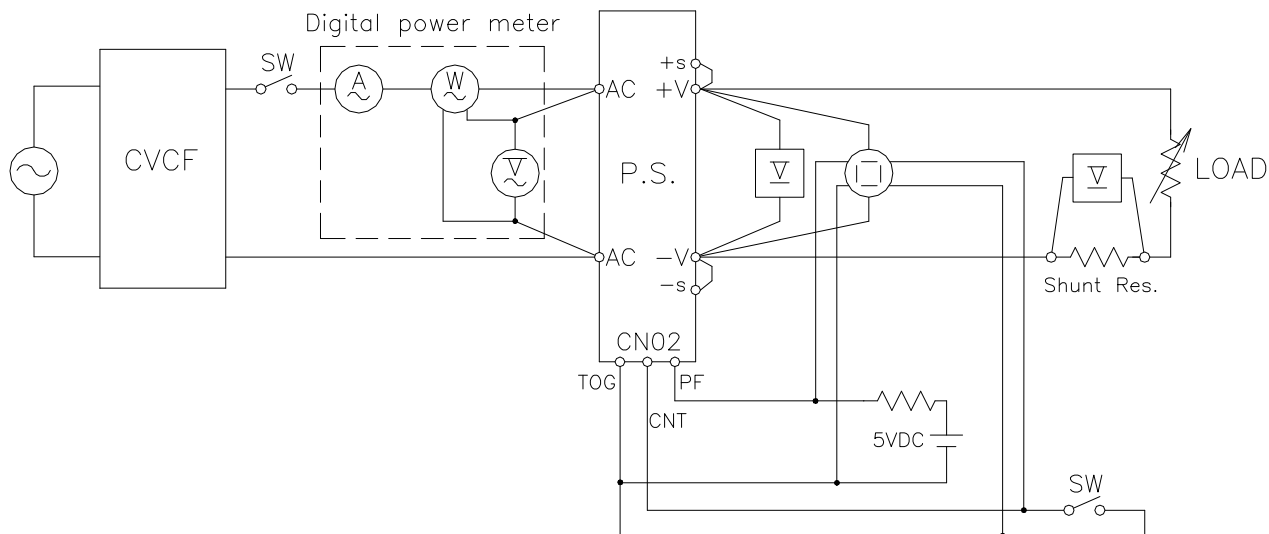 Digital power meter
SW
A
W
V
CVCF
AC
AC
P.S.
+s
+V
-V
-s
V
V
LOAD
Shunt Res.
CN02
TOG
PF
CNT
5VDC
SW